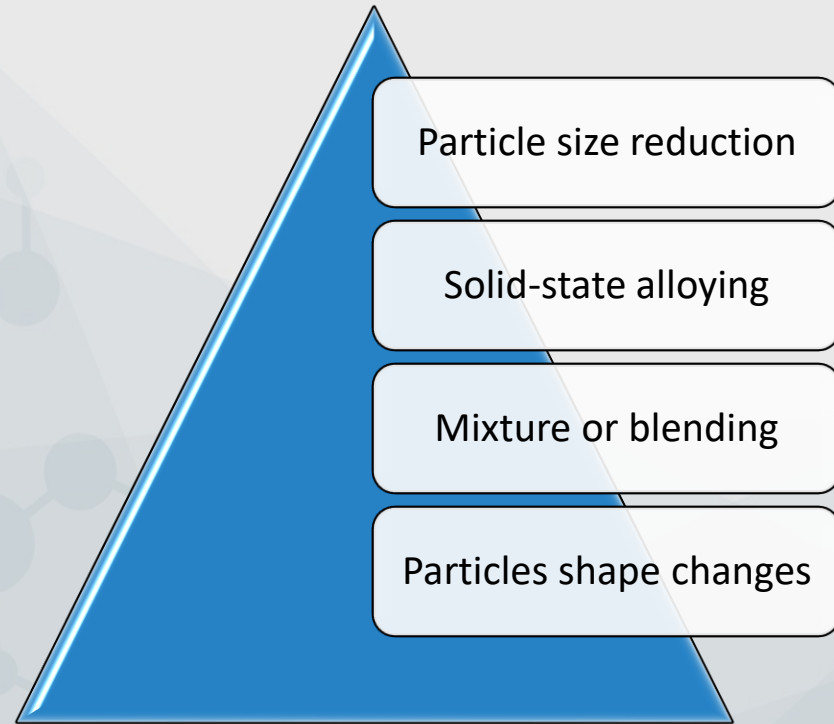 Particle size reduction
Solid-state alloying
Mixture or blending
Particles shape changes